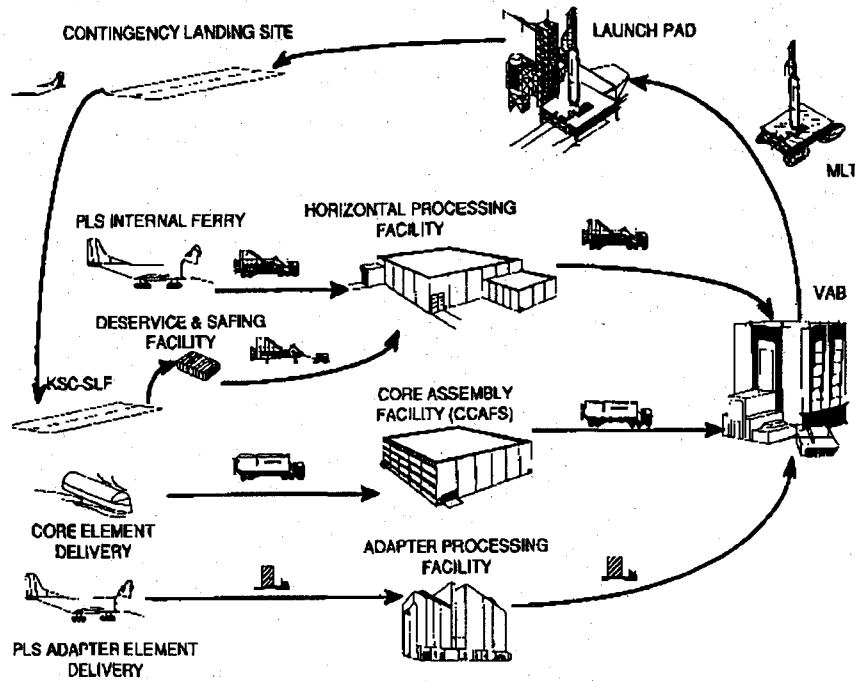 CONTINGENCY LANDING SITE
LAUNCH PAD
MLT
PLS INTERNAL FERRY
HORIZONTAL PROCESSING
FACILITY
VAB
DESERVICE & SAFING
FACILITY
KSC-SLF
CORE ASSEMBLY
FACILITY (CCAFS)
CORE ELEMENT
DELIVERY
ADAPTER PROCESSING
FACILITY
PLS ADAPTER ELEMENT
DELIVERY